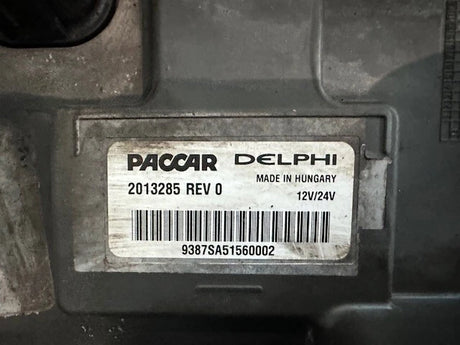 PACCAR DELPHI
MADE IN HUNGARY
2013285 REV 0
12V/24V
9387SA51560002